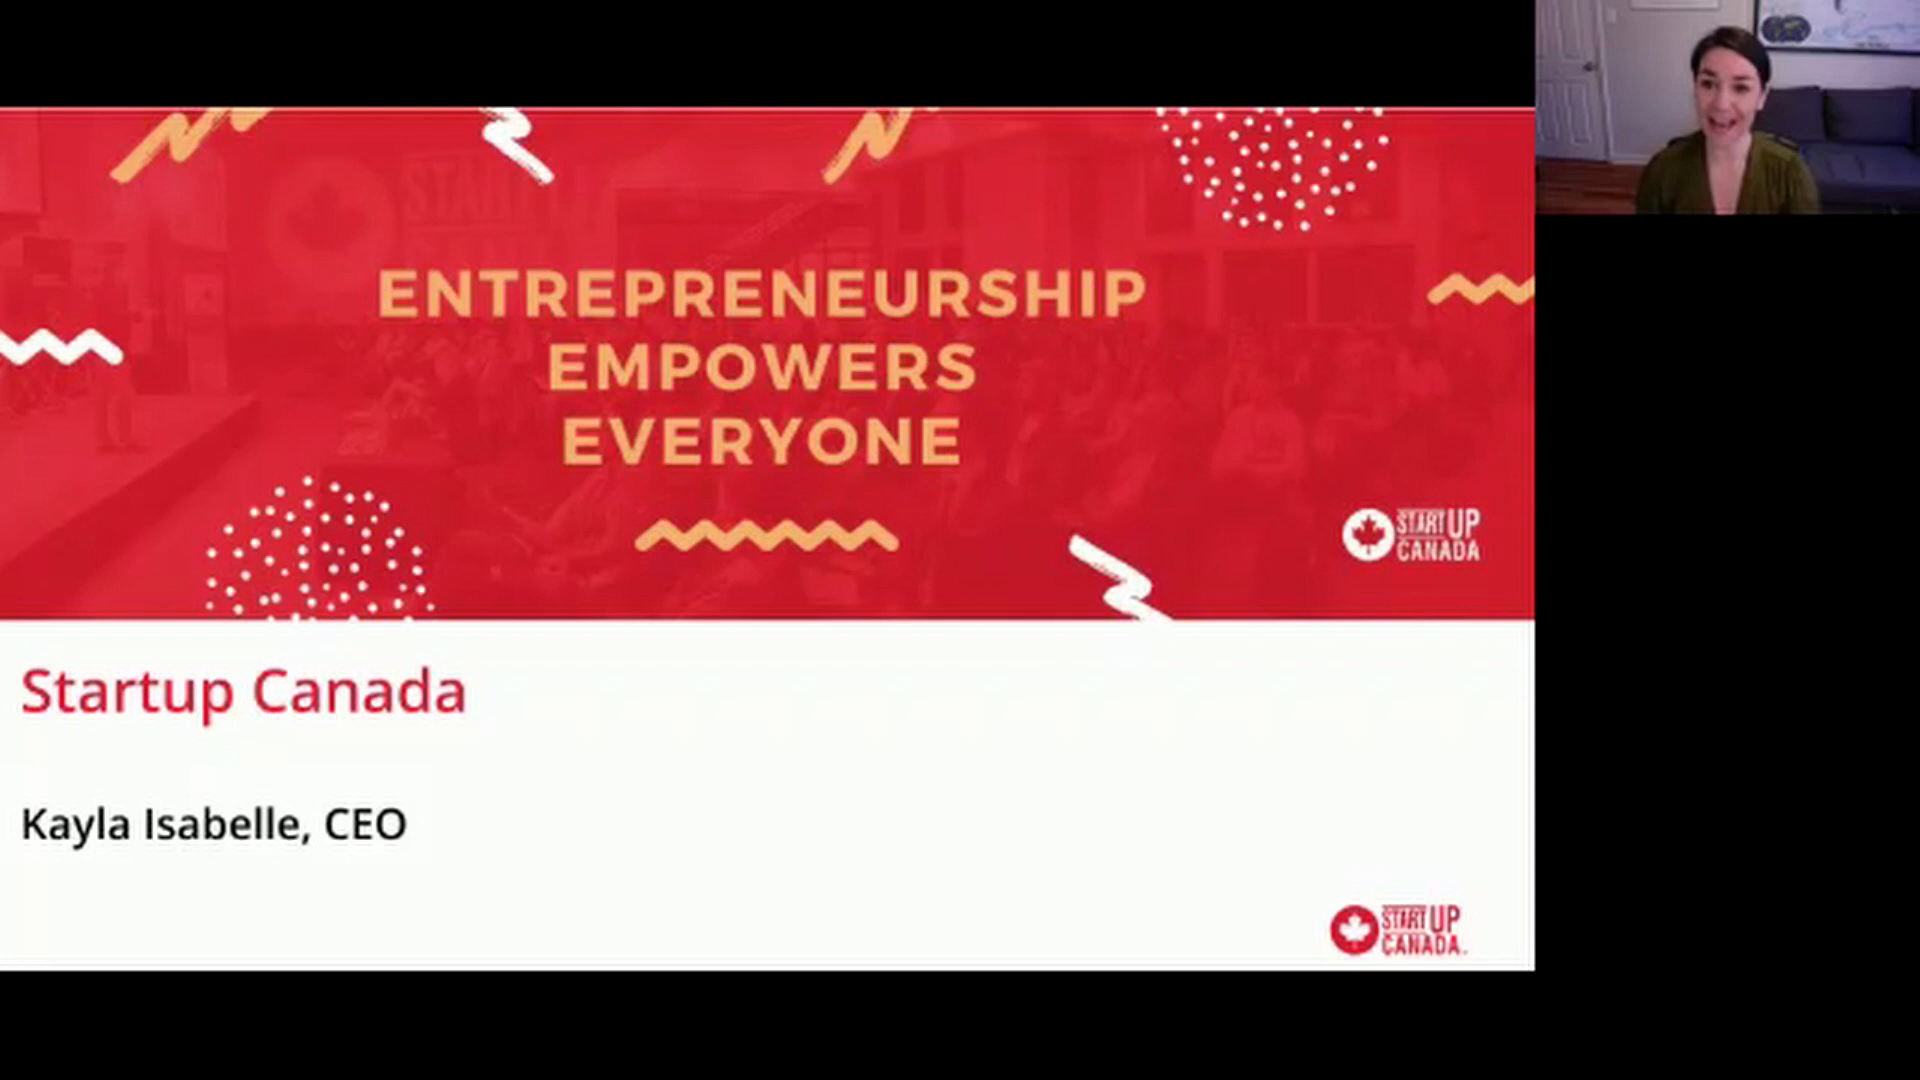 ENTREPRENEURSHIP
EMPOWERS
EVERYONE
START UP
CANADA
Startup Canada
Kayla Isabelle, CEO
START UP
CANADA